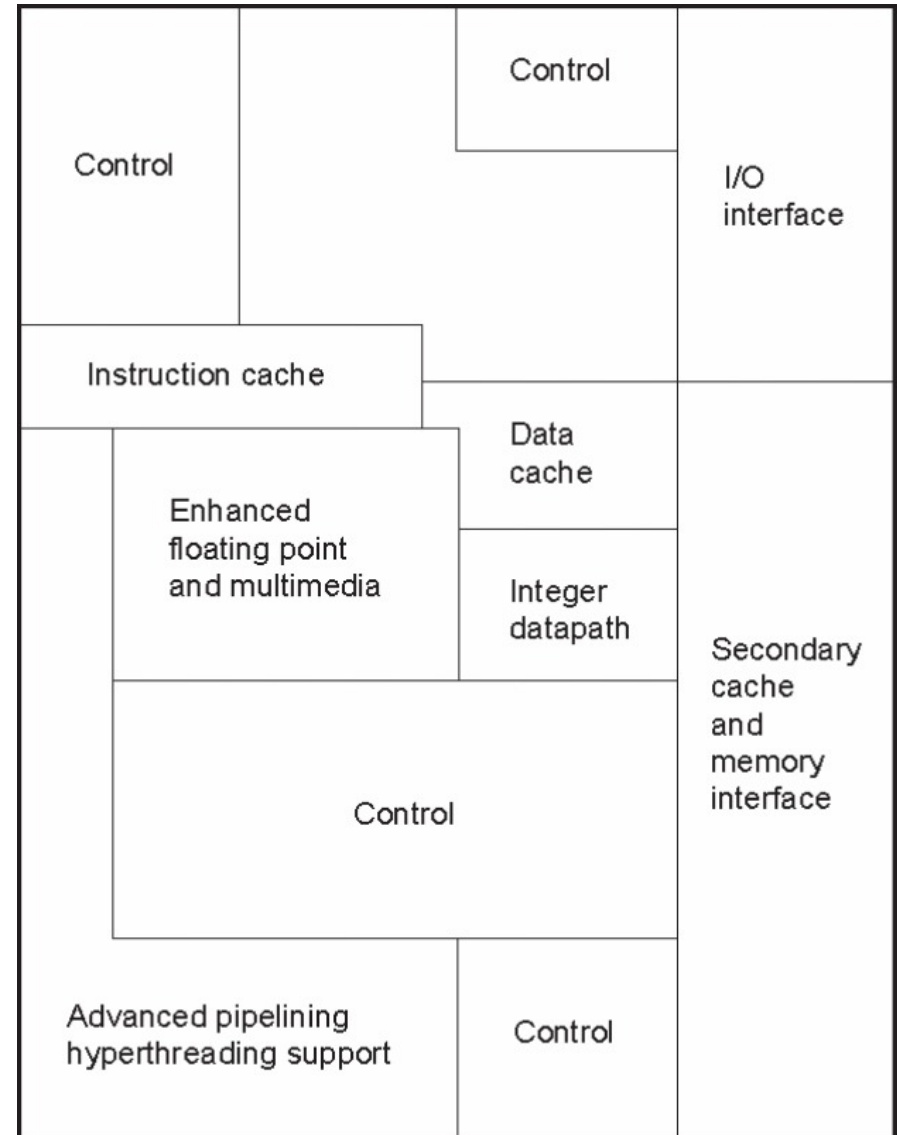 Control
Control
I/O
interface
Instruction cache
Data
cache
Enhanced
floating point
and multimedia
Integer
datapath
Secondary
cache
and
memory
interface
Control
Advanced pipelining
hyperthreading support
Control